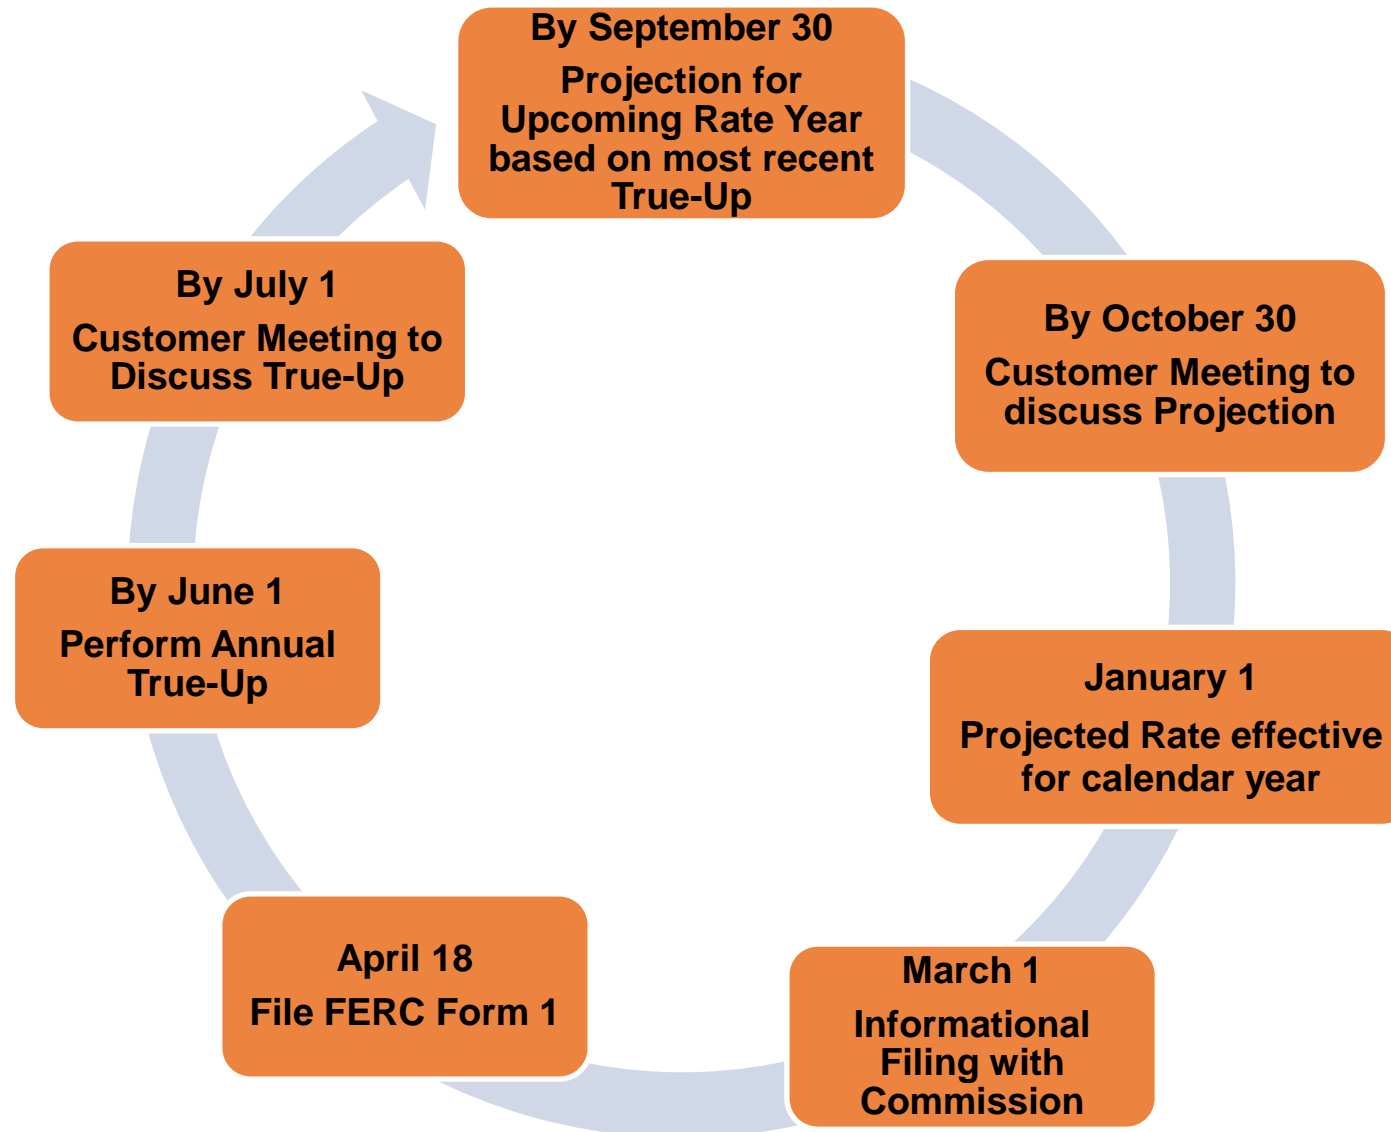 By September 30
Projection for
Upcoming Rate Year
based on most recent
True-Up
By October 30
Customer Meeting to
discuss Projection
January 1
Projected Rate effective
for calendar year
March 1
Informational
Filing with
Commission
April 18
File FERC Form 1
By June 1
Perform Annual
True-Up
By July 1
Customer Meeting to
Discuss True-Up